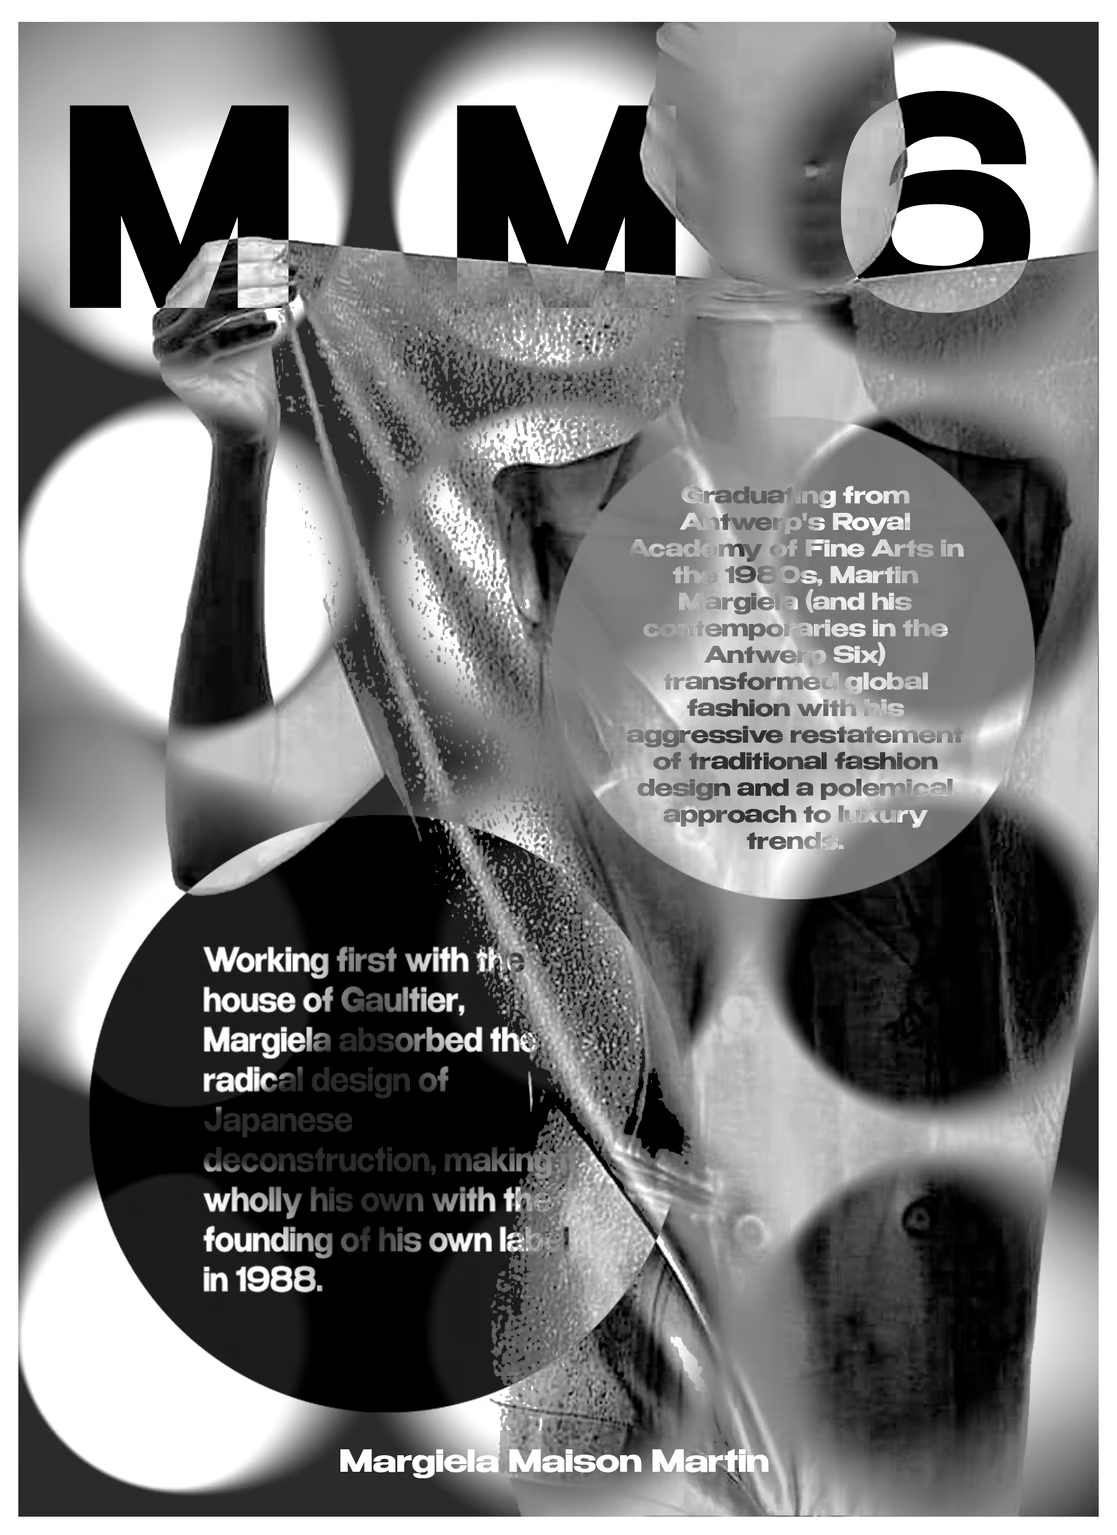 MM6
Graduating from
Antwerp's Royal
Academy of Fine Arts in
the 1980s, Martin
Margiela (and his
contemporaries in the
Antwerp Six)
transformed global
fashion with his
aggressive restatement
of traditional fashion
design and a polemical
approach to luxury
trends.
Working first with the
house of Gaultier,
Margiela absorbed the
radical design of
Japanese
deconstruction, making
wholly his own with the
founding of his own label
in 1988.
Margiela Maison Martin